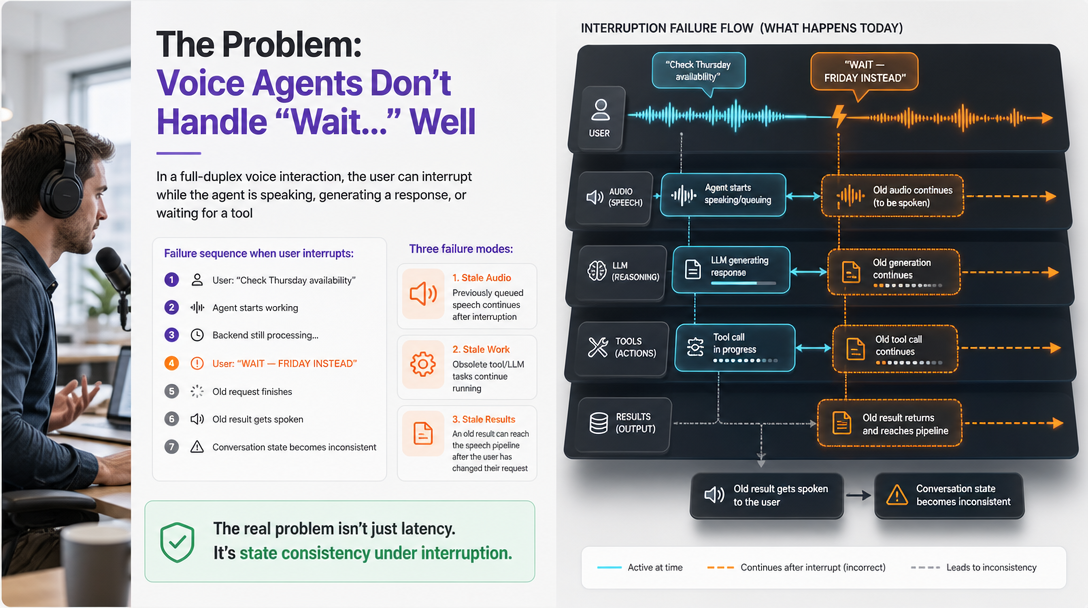 The Problem:
Voice Agents Don't
Handle "Wait..." Well
In a full-duplex voice interaction, the user can interrupt
while the agent is speaking, generating a response, or
waiting for a tool
Failure sequence when user interrupts:
1 User: "Check Thursday availability"
2 Agent starts working
3 Backend still processing...
4 User: "WAIT — FRIDAY INSTEAD"
5 Old request finishes
6 Old result gets spoken
7 Conversation state becomes inconsistent
Three failure modes:
1. Stale Audio
Previously queued
speech continues
after interruption
2. Stale Work
Obsolete tool/LLM
tasks continue
running
3. Stale Results
An old result can reach
the speech pipeline
after the user has
changed their request
The real problem isn't just latency.
It's state consistency under interruption.
INTERRUPTION FAILURE FLOW (WHAT HAPPENS TODAY)
"Check Thursday
availability"
"WAIT —
FRIDAY INSTEAD"
USER
AUDIO
(SPEECH)
Agent starts
speaking/queuing
Old audio continues
(to be spoken)
LLM
(REASONING)
LLM generating
response
Old generation
continues
TOOLS
(ACTIONS)
Tool call
in progress
Old tool call
continues
RESULTS
(OUTPUT)
Old result returns
and reaches pipeline
Old result gets spoken
to the user
Conversation state
becomes inconsistent
Active at time
Continues after interrupt (incorrect)
Leads to inconsistency